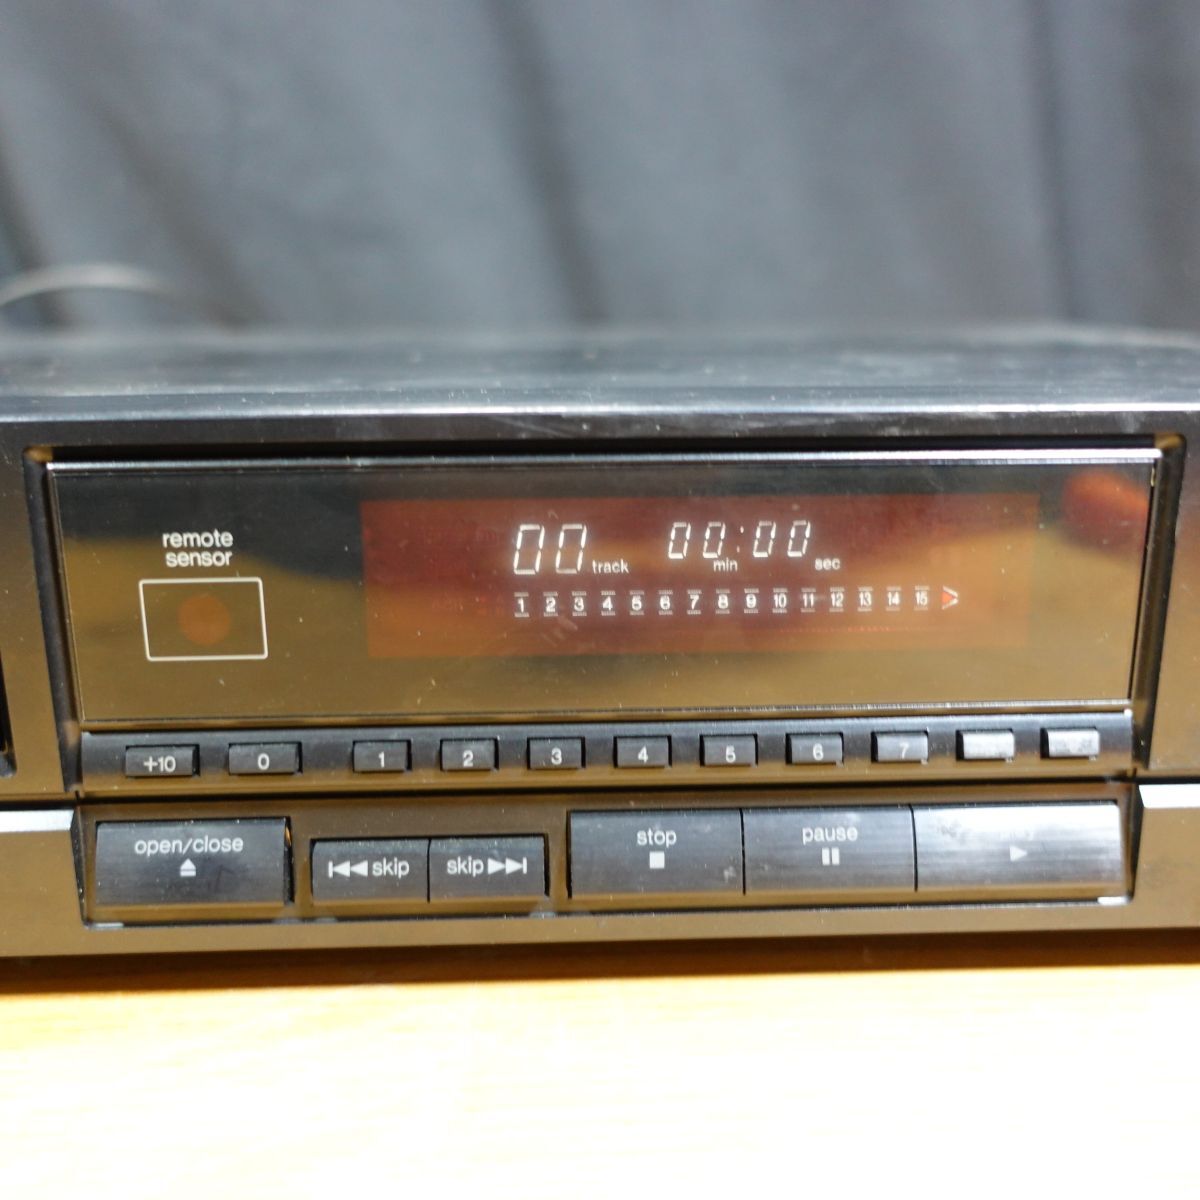 remote
sensor
00 track 00:00
min sec
1 2 3 4 5 6 7 8 9 10 11 12 13 14 15
+10 0 1 2 3 4 5 6 7
open/close
skip skip
stop
pause